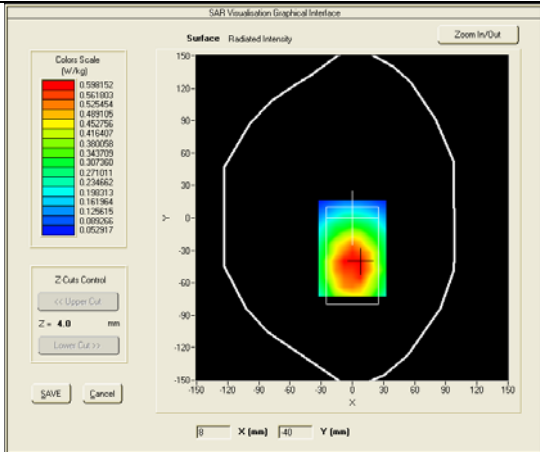 SAR Visualisation Graphical Interface
Surface Radiated Intensity
Zoom In/Out
Colors Scale
(W/kg)
0.598152
0.561803
0.525454
0.489105
0.452756
0.416407
0.380058
0.343709
0.307360
0.271011
0.234662
0.198313
0.161964
0.125615
0.089266
0.052917
150
120
90
60
30
0
-30
-60
-90
-120
-150
Y
-150 -120 -90 -60 -30 0 30 60 90 120 150
X
Z-Cuts Control
<< Upper Cut
Z = 4.0 mm
Lower Cut >>
SAVE Cancel
8 X (mm) -40 Y (mm)